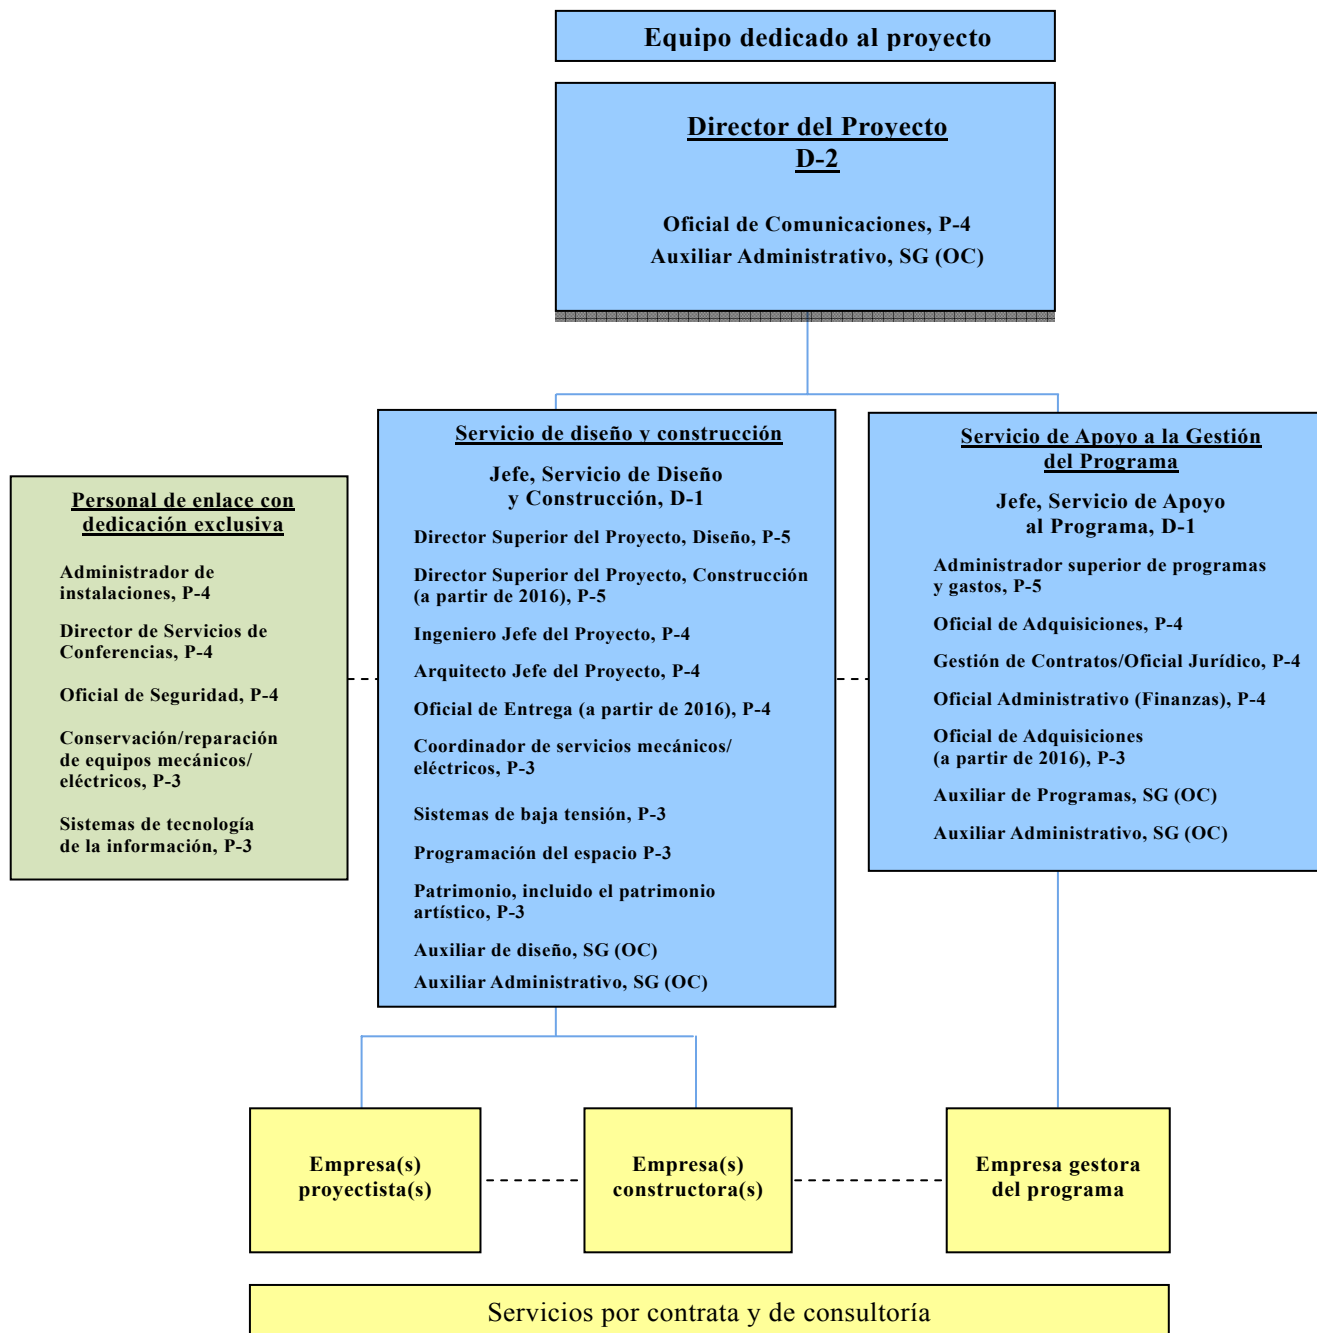 Equipo dedicado al proyecto
Director del Proyecto
D-2
Oficial de Comunicaciones, P-4
Auxiliar Administrativo, SG (OC)
Personal de enlace con
dedicación exclusiva
Administrador de
instalaciones, P-4
Director de Servicios de
Conferencias, P-4
Oficial de Seguridad, P-4
Conservación/reparación
de equipos mecánicos/
eléctricos, P-3
Sistemas de tecnología
de la información, P-3
Servicio de diseño y construcción
Jefe, Servicio de Diseño
y Construcción, D-1
Director Superior del Proyecto, Diseño, P-5
Director Superior del Proyecto, Construcción
(a partir de 2016), P-5
Ingeniero Jefe del Proyecto, P-4
Arquitecto Jefe del Proyecto, P-4
Oficial de Entrega (a partir de 2016), P-4
Coordinador de servicios mecánicos/
eléctricos, P-3
Sistemas de baja tensión, P-3
Programación del espacio P-3
Patrimonio, incluido el patrimonio
artístico, P-3
Auxiliar de diseño, SG (OC)
Auxiliar Administrativo, SG (OC)
Servicio de Apoyo a la Gestión
del Programa
Jefe, Servicio de Apoyo
al Programa, D-1
Administrador superior de programas
y gastos, P-5
Oficial de Adquisiciones, P-4
Gestión de Contratos/Oficial Jurídico, P-4
Oficial Administrativo (Finanzas), P-4
Oficial de Adquisiciones
(a partir de 2016), P-3
Auxiliar de Programas, SG (OC)
Auxiliar Administrativo, SG (OC)
Empresa(s)
proyectista(s)
Empresa(s)
constructora(s)
Empresa gestora
del programa
Servicios por contrata y de consultoría